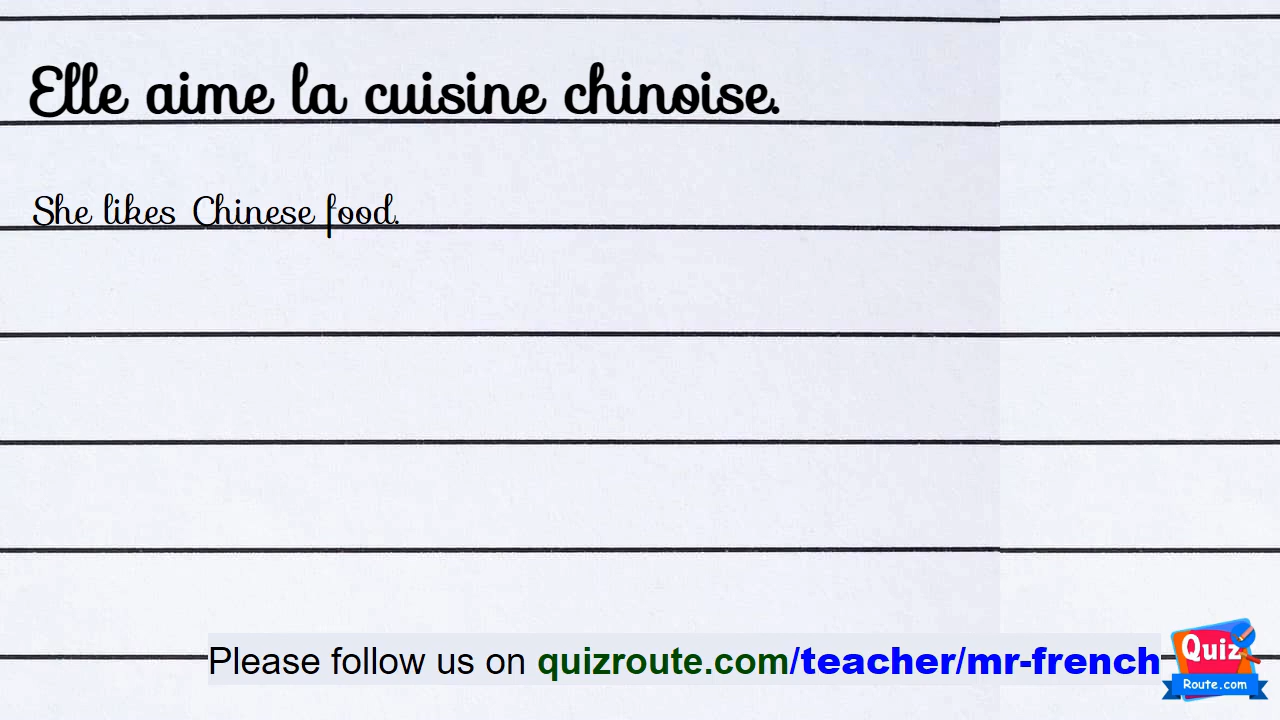 Elle aime la cuisine chinoise.
She likes Chinese food.
Please follow us on quizroute.com/teacher/mr-french
Quiz
Route.com